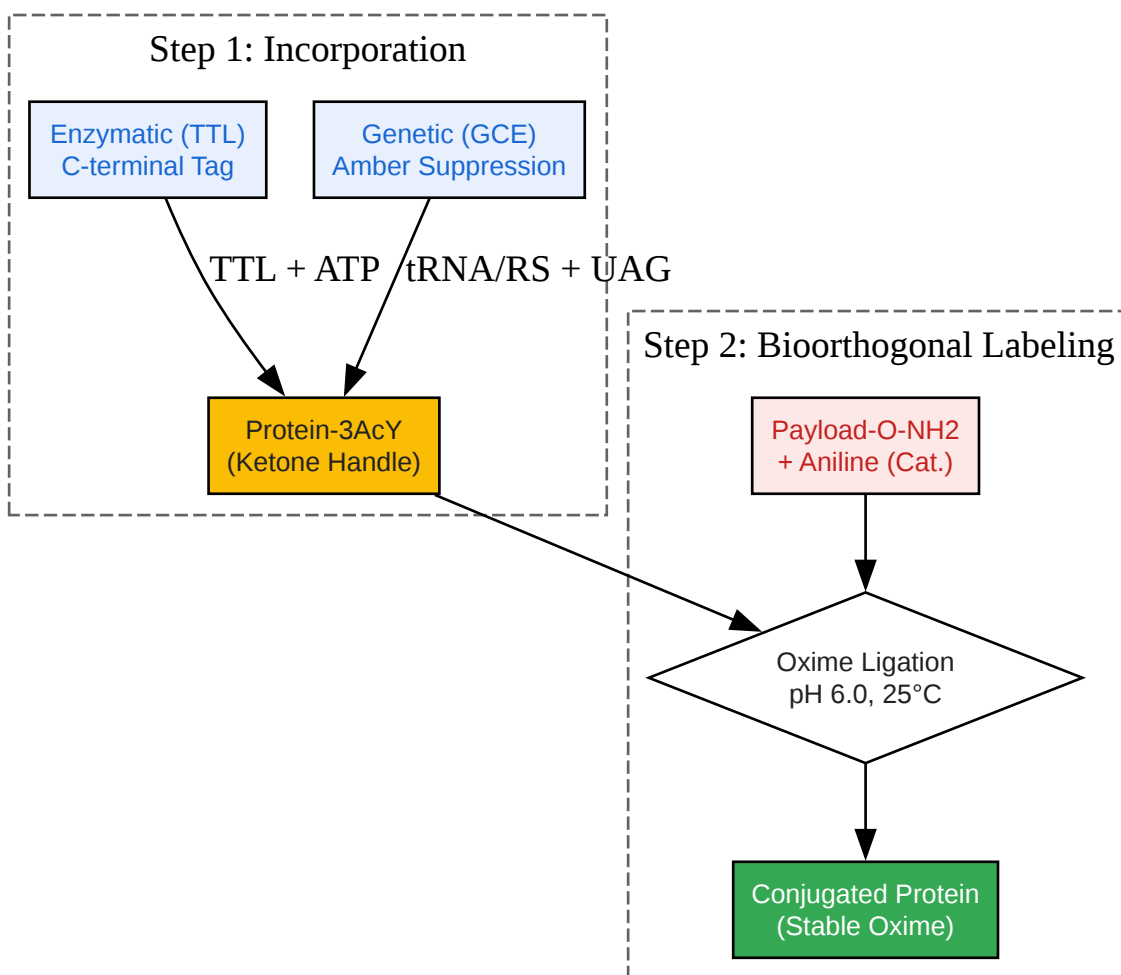 Step 1: Incorporation
Enzymatic (TTL)
C-terminal Tag
Genetic (GCE)
Amber Suppression
TTL + ATP
tRNA/RS + UAG
Protein-3AcY
(Ketone Handle)
Step 2: Bioorthogonal Labeling
Payload-O-NH2
+ Aniline (Cat.)
Oxime Ligation
pH 6.0, 25°C
Conjugated Protein
(Stable Oxime)